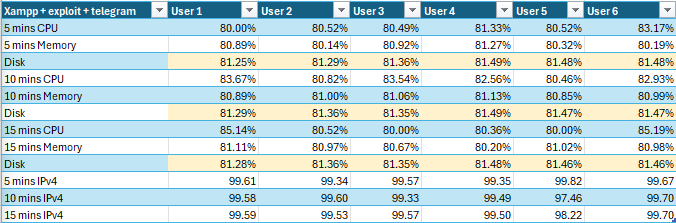 Xampp + exploit + telegram User 1 User 2 User 3 User 4 User 5 User 6
5 mins CPU 80.00% 80.52% 80.49% 81.33% 80.52% 83.17%
5 mins Memory 80.89% 80.14% 80.92% 81.27% 80.32% 80.19%
Disk 81.25% 81.29% 81.36% 81.49% 81.48% 81.48%
10 mins CPU 83.67% 80.82% 83.54% 82.56% 80.46% 82.93%
10 mins Memory 80.89% 81.00% 81.06% 81.13% 80.85% 80.99%
Disk 81.29% 81.36% 81.35% 81.49% 81.47% 81.47%
15 mins CPU 85.14% 80.52% 80.00% 80.36% 80.00% 85.19%
15 mins Memory 81.11% 80.97% 80.67% 80.20% 81.02% 80.98%
Disk 81.28% 81.36% 81.35% 81.48% 81.46% 81.46%
5 mins IPv4 99.61 99.34 99.57 99.35 99.82 99.67
10 mins IPv4 99.58 99.60 99.33 99.49 97.46 99.70
15 mins IPv4 99.59 99.53 99.57 99.50 98.22 99.70